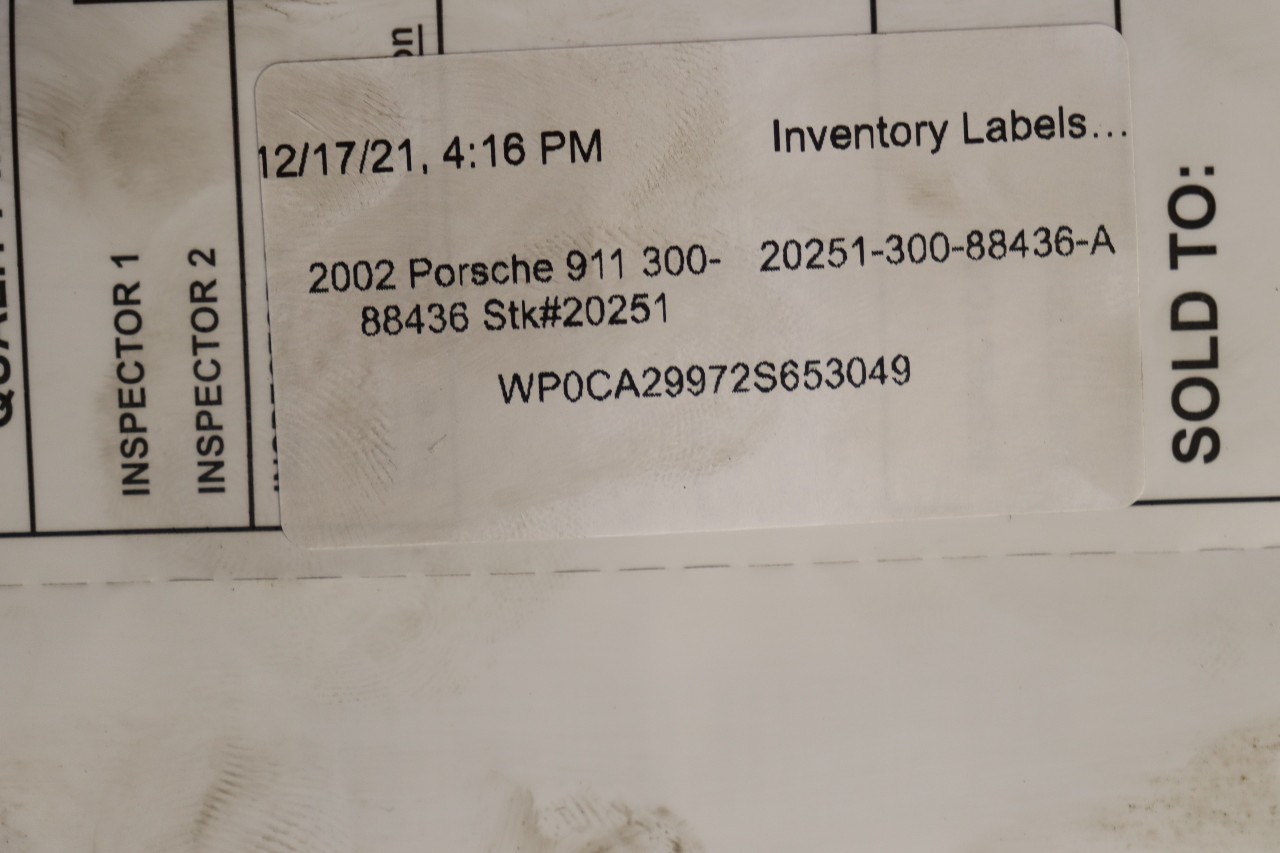 12/17/21, 4:16 PM
Inventory Labels...
2002 Porsche 911 300-
88436 Stk#20251
20251-300-88436-A
WP0CA29972S653049
INSPECTOR 1
INSPECTOR 2
SOLD TO: